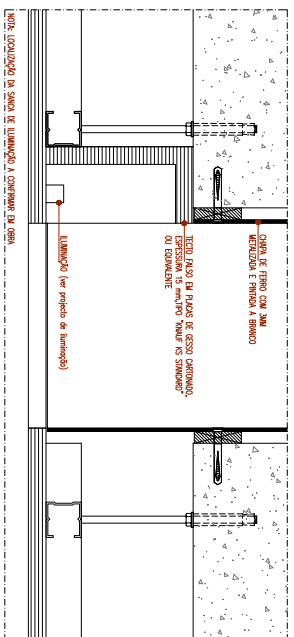 CHAPA DE FERRO COM 3MM
METALIZADA E PINTADA A BRANCO
TECTO FALSO EM PLACAS DE GESSO CARTONADO,
ESPESSURA 15 mm,TIPO "KNAUF KS STANDARD",
OU EQUIVALENTE
ILUMINAÇÃO (ver projecto de iluminação)
NOTA: LOCALIZAÇÃO DA SANCA DE ILUMINAÇÃO A CONFIRMAR EM OBRA